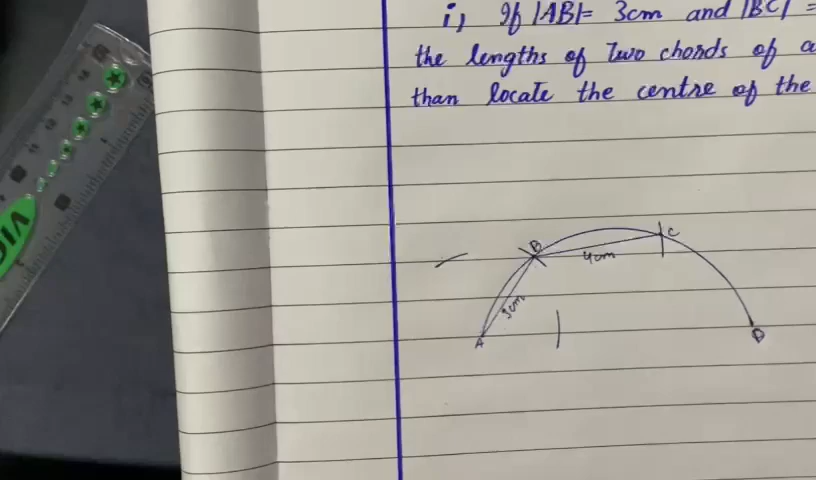 i) If |AB|= 3cm and |BC| =
the lengths of two chords of a
than locate the centre of the
B
C
4cm
3cm
A
D